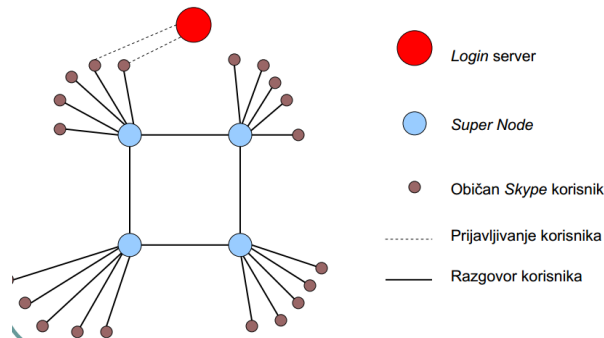 Login server
Super Node
Običan Skype korisnik
Prijavljivanje korisnika
Razgovor korisnika